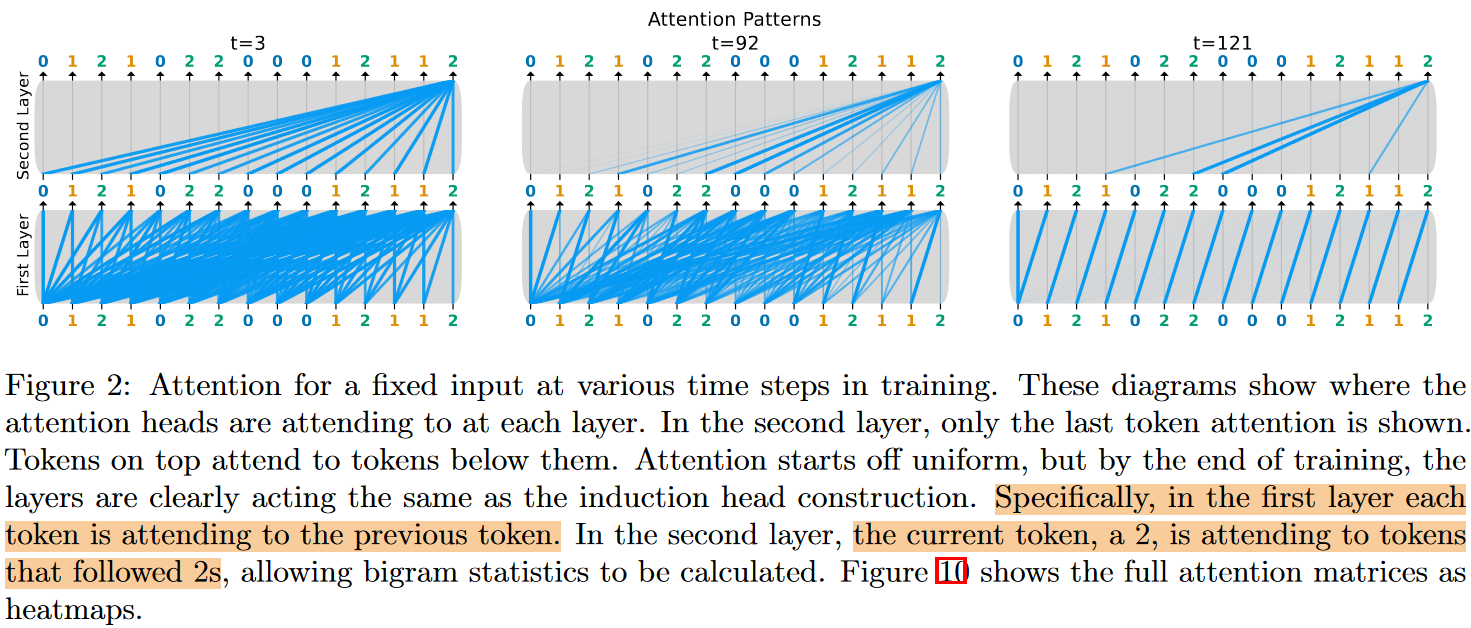 Attention Patterns
t=3 t=92 t=121
0 1 2 1 0 2 2 0 0 0 1 2 1 1 2 0 1 2 1 0 2 2 0 0 0 1 2 1 1 2 0 1 2 1 0 2 2 0 0 0 1 2 1 1 2
Second Layer
0 1 2 1 0 2 2 0 0 0 1 2 1 1 2 0 1 2 1 0 2 2 0 0 0 1 2 1 1 2 0 1 2 1 0 2 2 0 0 0 1 2 1 1 2
First Layer
0 1 2 1 0 2 2 0 0 0 1 2 1 1 2 0 1 2 1 0 2 2 0 0 0 1 2 1 1 2 0 1 2 1 0 2 2 0 0 0 1 2 1 1 2
Figure 2: Attention for a fixed input at various time steps in training. These diagrams show where the
attention heads are attending to at each layer. In the second layer, only the last token attention is shown.
Tokens on top attend to tokens below them. Attention starts off uniform, but by the end of training, the
layers are clearly acting the same as the induction head construction. Specifically, in the first layer each
token is attending to the previous token. In the second layer, the current token, a 2, is attending to tokens
that followed 2s, allowing bigram statistics to be calculated. Figure 10 shows the full attention matrices as
heatmaps.